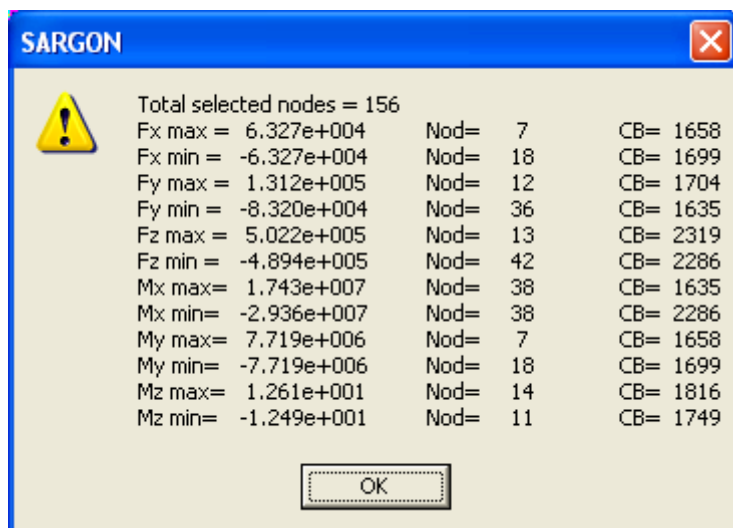 SARGON
Total selected nodes = 156
Fx max = 6.327e+004 Nod= 7 CB= 1658
Fx min = -6.327e+004 Nod= 18 CB= 1699
Fy max = 1.312e+005 Nod= 12 CB= 1704
Fy min = -8.320e+004 Nod= 36 CB= 1635
Fz max = 5.022e+005 Nod= 13 CB= 2319
Fz min = -4.894e+005 Nod= 42 CB= 2286
Mx max= 1.743e+007 Nod= 38 CB= 1635
Mx min= -2.936e+007 Nod= 38 CB= 2286
My max= 7.719e+006 Nod= 7 CB= 1658
My min= -7.719e+006 Nod= 18 CB= 1699
Mz max= 1.261e+001 Nod= 14 CB= 1816
Mz min= -1.249e+001 Nod= 11 CB= 1749
OK